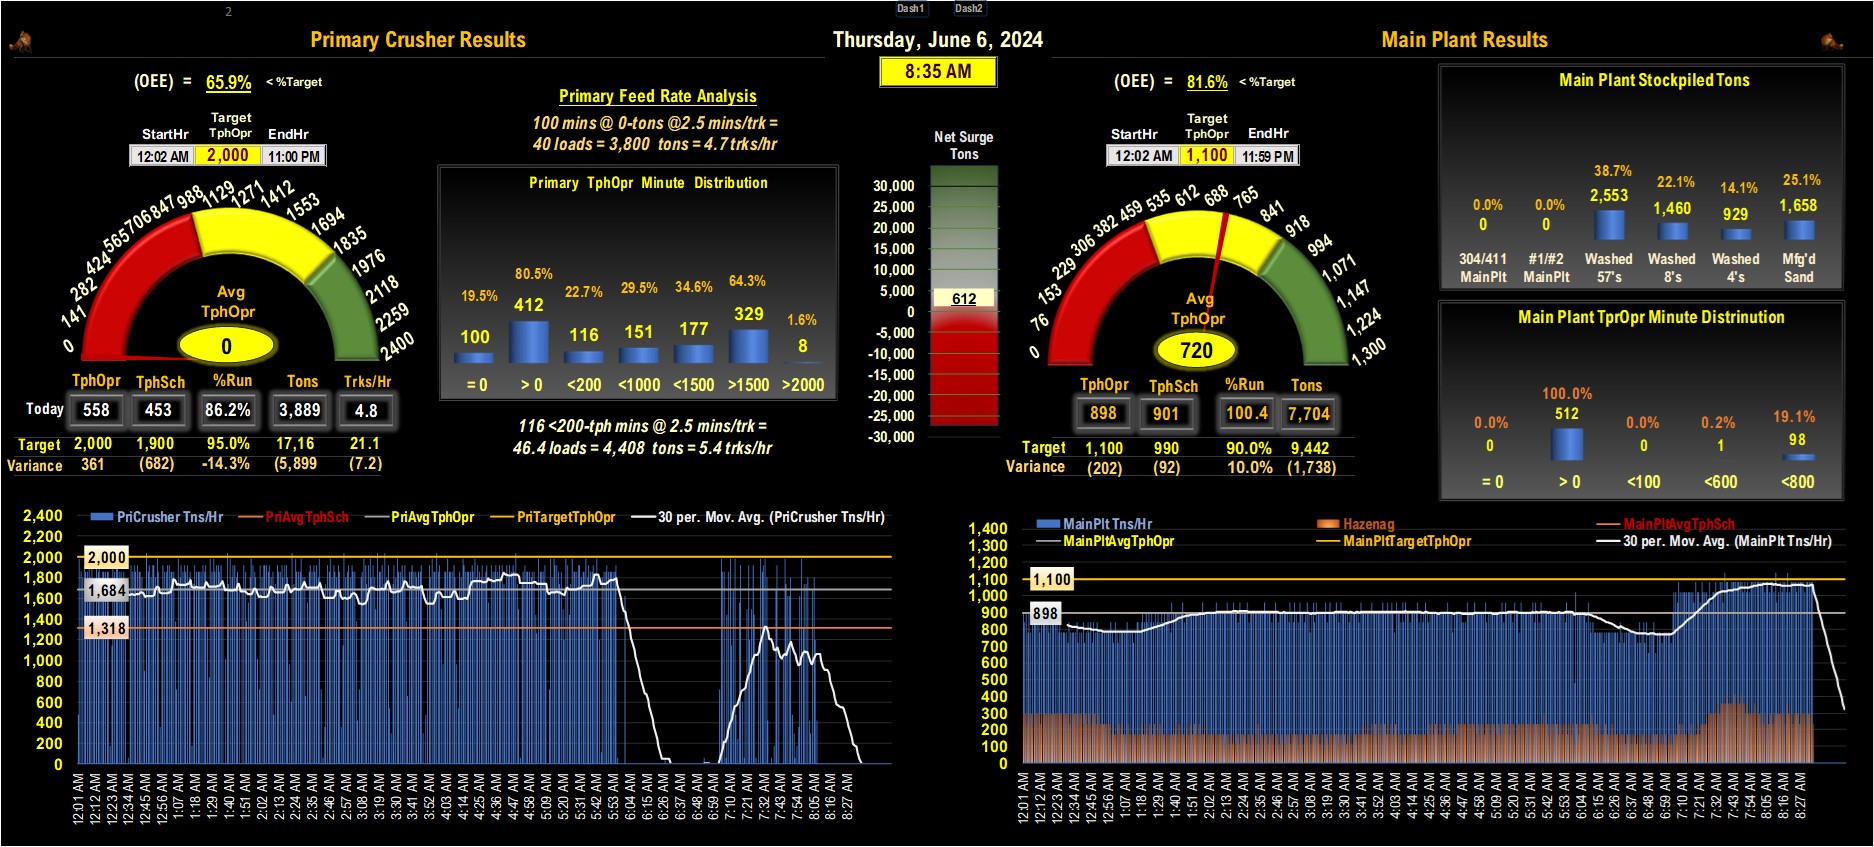 2
Dash1 Dash2
Primary Crusher Results
Thursday, June 6, 2024
Main Plant Results
8:35 AM
(OEE) = 65.9% < %Target
Target
StartHr TphOpr EndHr
12:02 AM 2,000 11:00 PM
0 141 282 424 565 706 847 988 1129 1271 1412 1553 1694 1835 1976 2118 2259 2400
Avg
TphOpr
0
TphOpr TphSch %Run Tons Trks/Hr
Today 558 453 86.2% 3,889 4.8
Target 2,000 1,900 95.0% 17,16 21.1
Variance 361 (682) -14.3% (5,899 (7.2)
Primary Feed Rate Analysis
100 mins @ 0-tons @2.5 mins/trk =
40 loads = 3,800 tons = 4.7 trks/hr
Primary TphOpr Minute Distribution
19.5% 80.5% 22.7% 29.5% 34.6% 64.3% 1.6%
100 412 116 151 177 329 8
= 0 > 0 <200 <1000 <1500 >1500 >2000
116 <200-tph mins @ 2.5 mins/trk =
46.4 loads = 4,408 tons = 5.4 trks/hr
Net Surge
Tons
30,000
25,000
20,000
15,000
10,000
5,000
612
0
-5,000
-10,000
-15,000
-20,000
-25,000
-30,000
(OEE) = 81.6% < %Target
Target
StartHr TphOpr EndHr
12:02 AM 1,100 11:59 PM
0 76 153 229 306 382 459 535 612 688 765 841 918 994 1,071 1,147 1,224 1,300
Avg
TphOpr
720
TphOpr TphSch %Run Tons
898 901 100.4 7,704
Target 1,100 990 90.0% 9,442
Variance (202) (92) 10.0% (1,738)
Main Plant Stockpiled Tons
0.0% 0.0% 38.7% 22.1% 14.1% 25.1%
0 0 2,553 1,460 929 1,658
304/411 #1/#2 Washed Washed Washed Mfg'd
MainPlt MainPlt 57's 8's 4's Sand
Main Plant TprOpr Minute Distrinution
0.0% 100.0% 0.0% 0.2% 19.1%
0 512 0 1 98
= 0 > 0 <100 <600 <800
PriCrusher Tns/Hr PriAvgTphSch PriAvgTphOpr PriTargetTphOpr 30 per. Mov. Avg. (PriCrusher Tns/Hr)
2,400
2,200
2,000
1,800
1,600
1,400
1,200
1,000
800
600
400
200
0
2,000
1,684
1,318
12:01 AM 12:12 AM 12:23 AM 12:34 AM 12:45 AM 12:56 AM 1:07 AM 1:18 AM 1:29 AM 1:40 AM 1:51 AM 2:02 AM 2:13 AM 2:24 AM 2:35 AM 2:46 AM 2:57 AM 3:08 AM 3:19 AM 3:30 AM 3:41 AM 3:52 AM 4:03 AM 4:14 AM 4:25 AM 4:36 AM 4:47 AM 4:58 AM 5:09 AM 5:20 AM 5:31 AM 5:42 AM 5:53 AM 6:04 AM 6:15 AM 6:26 AM 6:37 AM 6:48 AM 6:59 AM 7:10 AM 7:21 AM 7:32 AM 7:43 AM 7:54 AM 8:05 AM 8:16 AM 8:27 AM
MainPlt Tns/Hr Hazenag MainPltAvgTphSch
MainPltAvgTphOpr MainPltTargetTphOpr 30 per. Mov. Avg. (MainPlt Tns/Hr)
1,400
1,300
1,200
1,100
1,000
900
800
700
600
500
400
300
200
100
0
1,100
898
12:01 AM 12:12 AM 12:23 AM 12:34 AM 12:45 AM 12:56 AM 1:07 AM 1:18 AM 1:29 AM 1:40 AM 1:51 AM 2:02 AM 2:13 AM 2:24 AM 2:35 AM 2:46 AM 2:57 AM 3:08 AM 3:19 AM 3:30 AM 3:41 AM 3:52 AM 4:03 AM 4:14 AM 4:25 AM 4:36 AM 4:47 AM 4:58 AM 5:09 AM 5:20 AM 5:31 AM 5:42 AM 5:53 AM 6:04 AM 6:15 AM 6:26 AM 6:37 AM 6:48 AM 6:59 AM 7:10 AM 7:21 AM 7:32 AM 7:43 AM 7:54 AM 8:05 AM 8:16 AM 8:27 AM